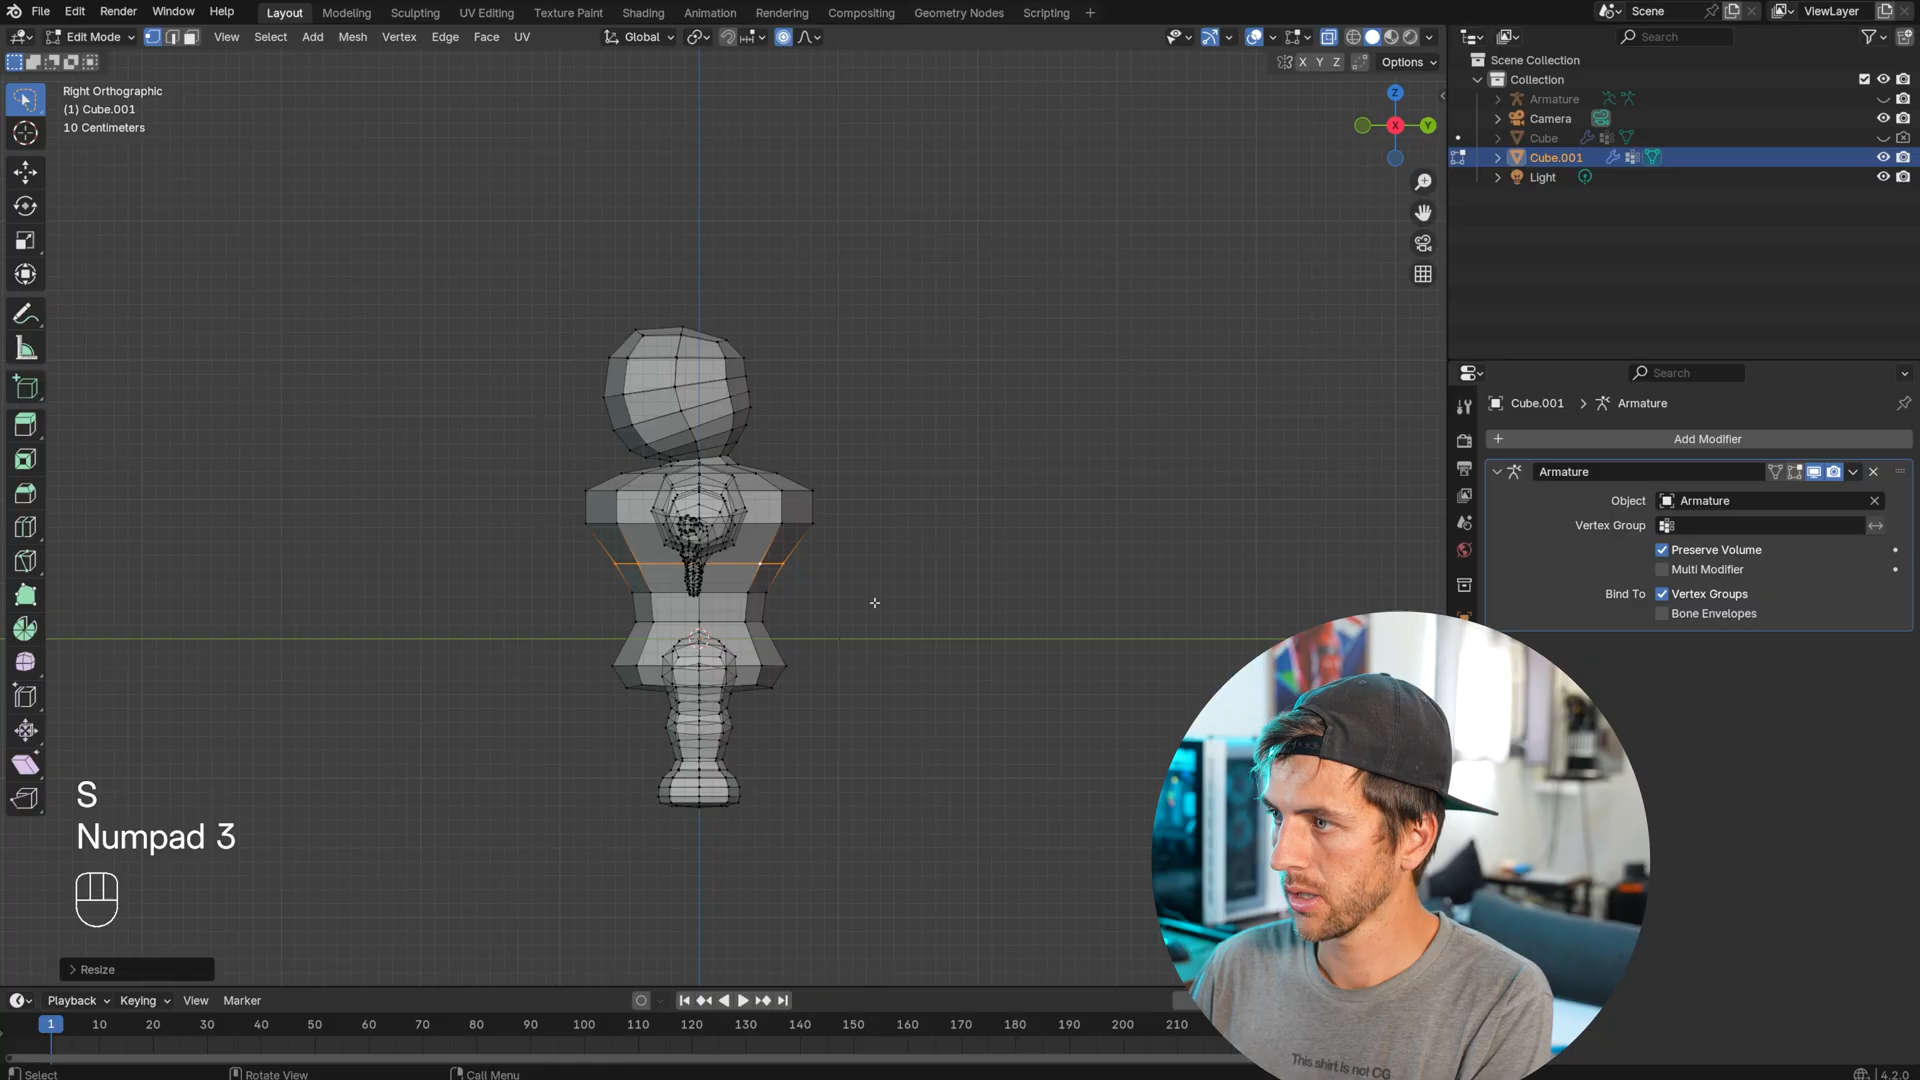 File Edit Render Window Help Layout Modeling Sculpting UV Editing Texture Paint Shading Animation Rendering Compositing Geometry Nodes Scripting + Scene ViewLayer
Edit Mode View Select Add Mesh Vertex Edge Face UV Global Search
X Y Z Options
Right Orthographic
(1) Cube.001
10 Centimeters
Z
X
Y
Scene Collection
Collection
Armature
Camera
Cube
Cube.001
Light
Search
Cube.001 > Armature
+ Add Modifier
Armature
Object Armature
Vertex Group
Preserve Volume
Multi Modifier
Bind To Vertex Groups
Bone Envelopes
S
Numpad 3
> Resize
Playback Keying View Marker
1 10 20 30 40 50 60 70 80 90 100 110 120 130 140 150 160 170 180 190 200 210
Select Rotate View Call Menu 4.2.0
This shirt is not CG